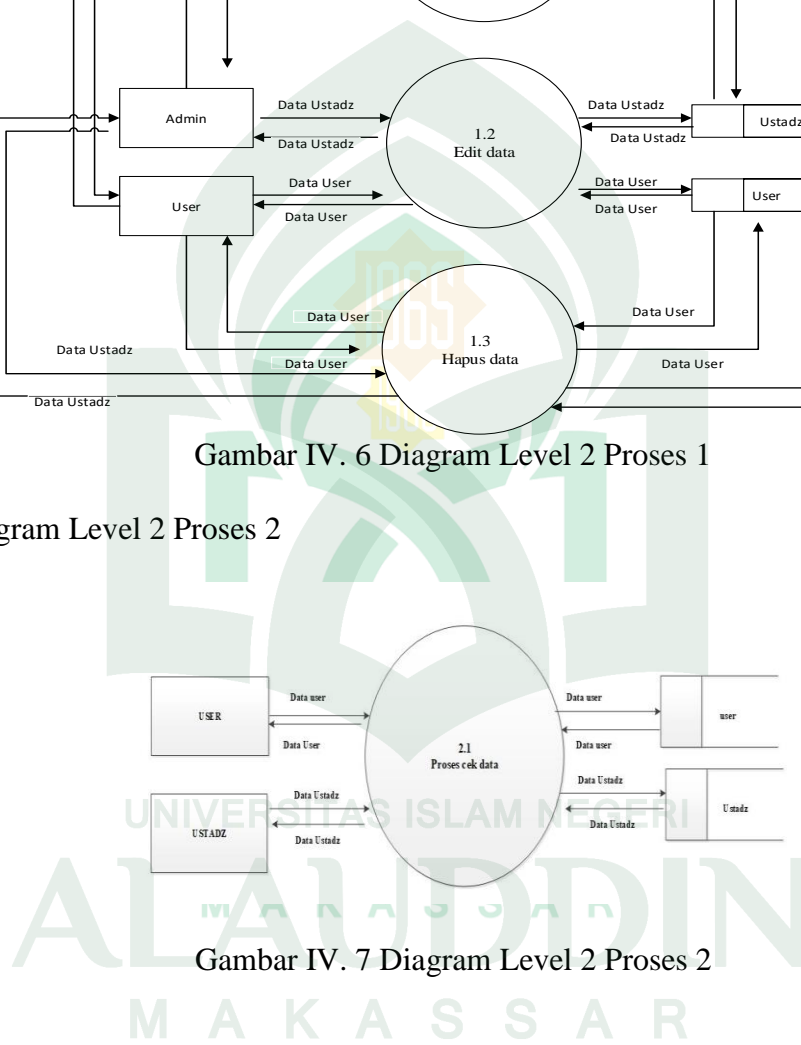 Admin
Data Ustadz
Data Ustadz
1.2
Edit data
Data Ustadz
Data Ustadz
Ustadz
User
Data User
Data User
Data User
Data User
User
Data User
Data User
1.3
Hapus data
Data User
Data User
Data Ustadz
Data Ustadz
1965
1965
Gambar IV. 6 Diagram Level 2 Proses 1
gram Level 2 Proses 2
USER
Data user
Data User
2.1
Proses cek data
Data user
Data user
user
USTADZ
Data Ustadz
Data Ustadz
Data Ustadz
Data Ustadz
Ustadz
UNIVERSITAS ISLAM NEGERI
ALAUDDIN
MAKASSAR
Gambar IV. 7 Diagram Level 2 Proses 2
MAKASSAR